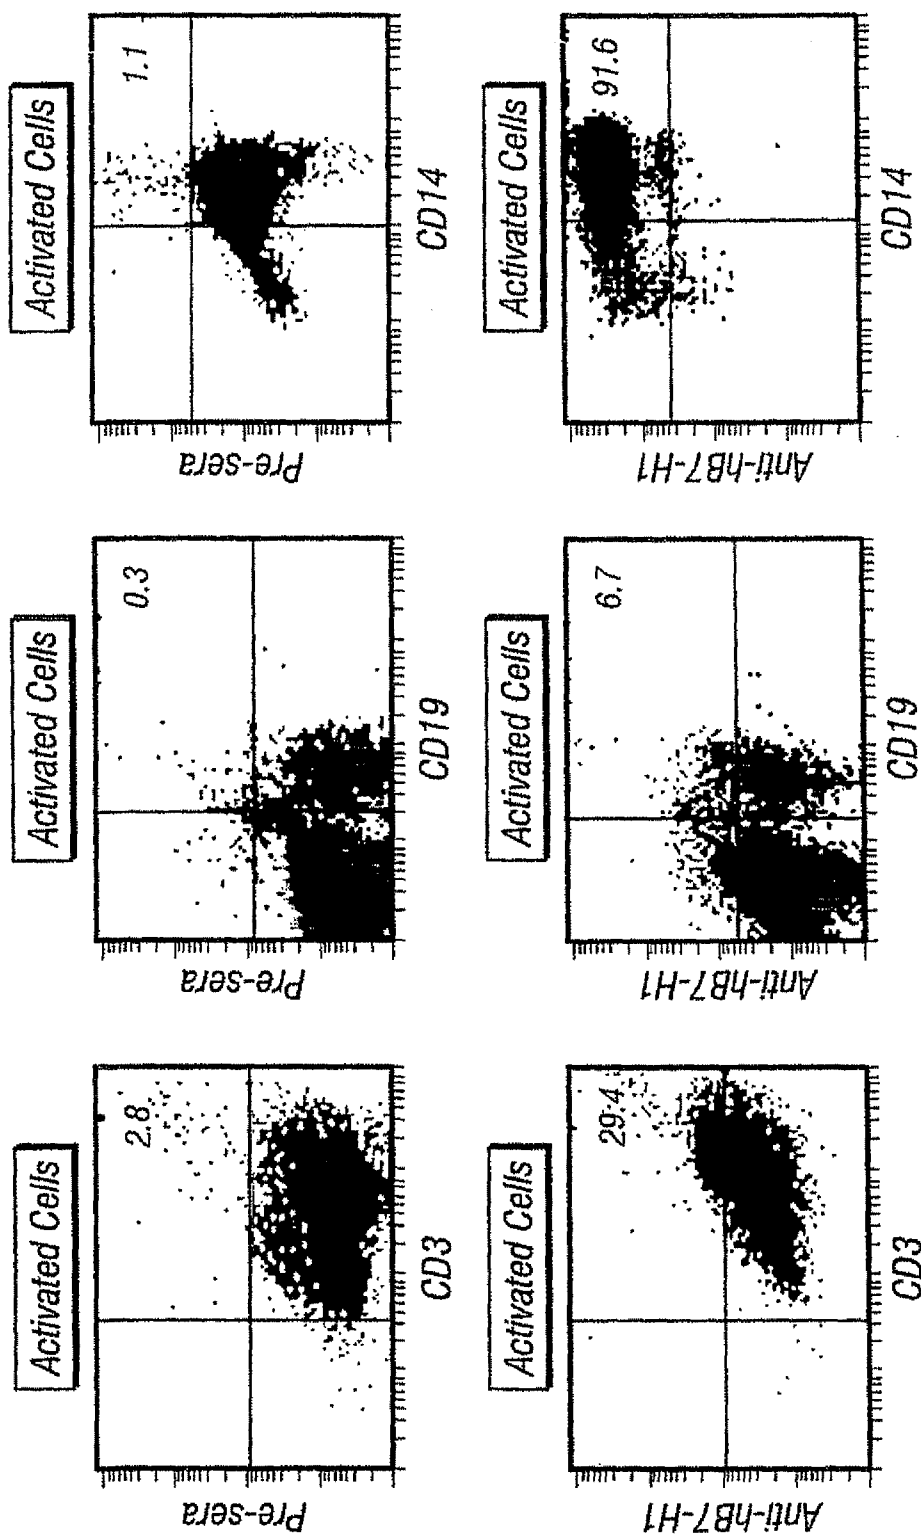 Activated Cells
2.8
Pre-sera
CD3
Activated Cells
0.3
Pre-sera
CD19
Activated Cells
1.1
Pre-sera
CD14
Activated Cells
29.4
Anti-hB7-H1
CD3
Activated Cells
6.7
Anti-hB7-H1
CD19
Activated Cells
91.6
Anti-hB7-H1
CD14